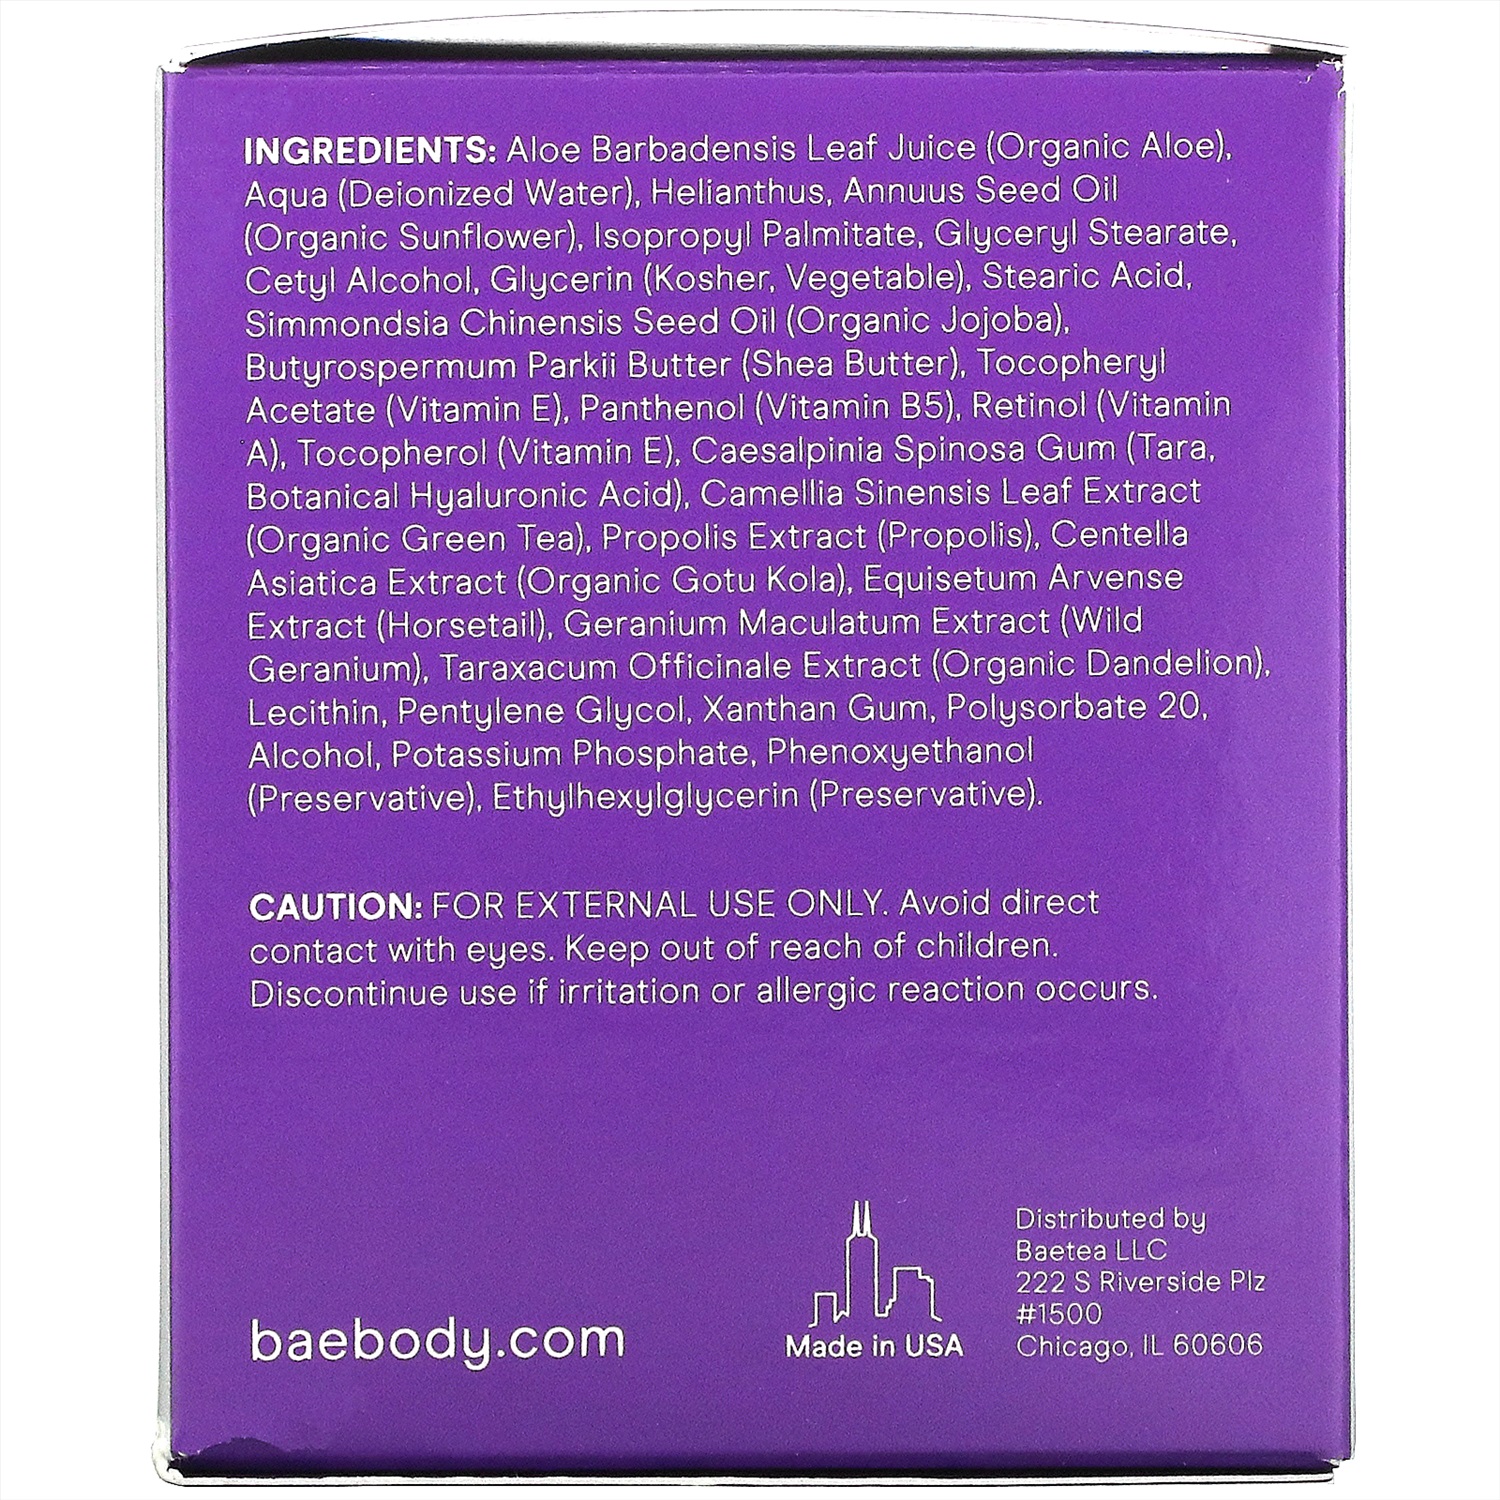 INGREDIENTS: Aloe Barbadensis Leaf Juice (Organic Aloe),
Aqua (Deionized Water), Helianthus, Annuus Seed Oil
(Organic Sunflower), Isopropyl Palmitate, Glyceryl Stearate,
Cetyl Alcohol, Glycerin (Kosher, Vegetable), Stearic Acid,
Simmondsia Chinensis Seed Oil (Organic Jojoba),
Butyrospermum Parkii Butter (Shea Butter), Tocopheryl
Acetate (Vitamin E), Panthenol (Vitamin B5), Retinol (Vitamin
A), Tocopherol (Vitamin E), Caesalpinia Spinosa Gum (Tara,
Botanical Hyaluronic Acid), Camellia Sinensis Leaf Extract
(Organic Green Tea), Propolis Extract (Propolis), Centella
Asiatica Extract (Organic Gotu Kola), Equisetum Arvense
Extract (Horsetail), Geranium Maculatum Extract (Wild
Geranium), Taraxacum Officinale Extract (Organic Dandelion),
Lecithin, Pentylene Glycol, Xanthan Gum, Polysorbate 20,
Alcohol, Potassium Phosphate, Phenoxyethanol
(Preservative), Ethylhexylglycerin (Preservative).
CAUTION: FOR EXTERNAL USE ONLY. Avoid direct
contact with eyes. Keep out of reach of children.
Discontinue use if irritation or allergic reaction occurs.
baebody.com
Made in USA
Distributed by
Baetea LLC
222 S Riverside Plz
#1500
Chicago, IL 60606